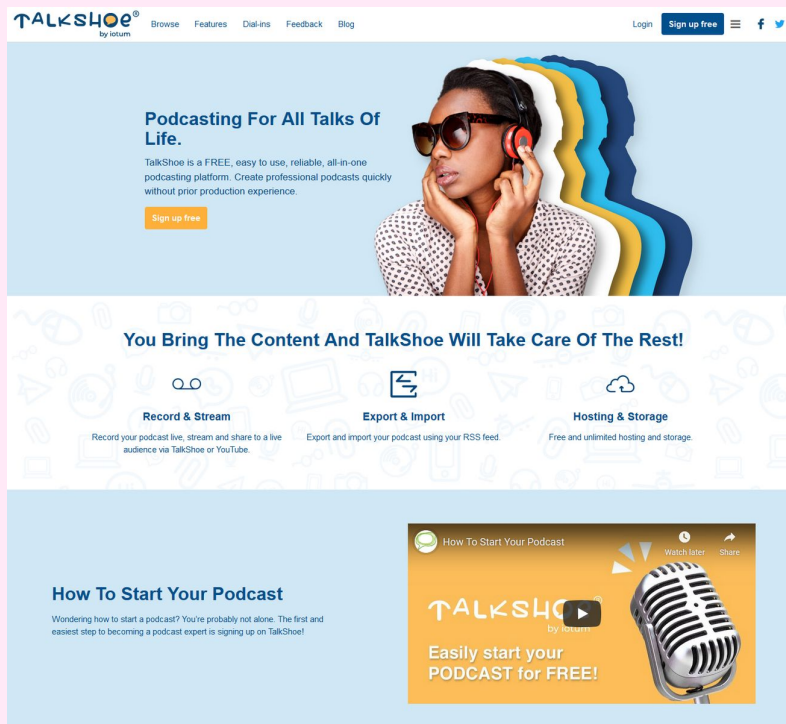 TALKSHOE®
by iotum
Browse Features Dial-ins Feedback Blog
Login Sign up free
Podcasting For All Talks Of
Life.
TalkShoe is a FREE, easy to use, reliable, all-in-one
podcasting platform. Create professional podcasts quickly
without prior production experience.
Sign up free
You Bring The Content And TalkShoe Will Take Care Of The Rest!
Record & Stream
Record your podcast live, stream and share to a live
audience via TalkShoe or YouTube.
Export & Import
Export and import your podcast using your RSS feed.
Hosting & Storage
Free and unlimited hosting and storage.
How To Start Your Podcast
Wondering how to start a podcast? You're probably not alone. The first and
easiest step to becoming a podcast expert is signing up on TalkShoe!
How To Start Your Podcast
Watch later Share
by iotum
Easily start your
PODCAST for FREE!